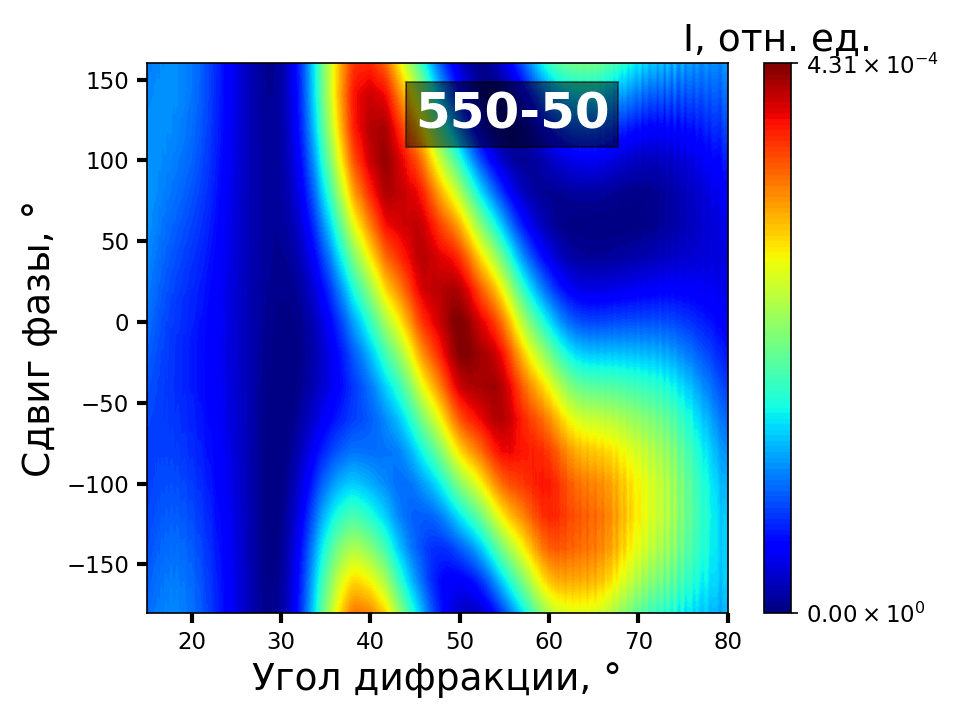 I, отн. ед.
4.31 × 10⁻⁴
550-50
150
100
50
0
−50
−100
−150
Сдвиг фазы, °
0.00 × 10⁰
20 30 40 50 60 70 80
Угол дифракции, °